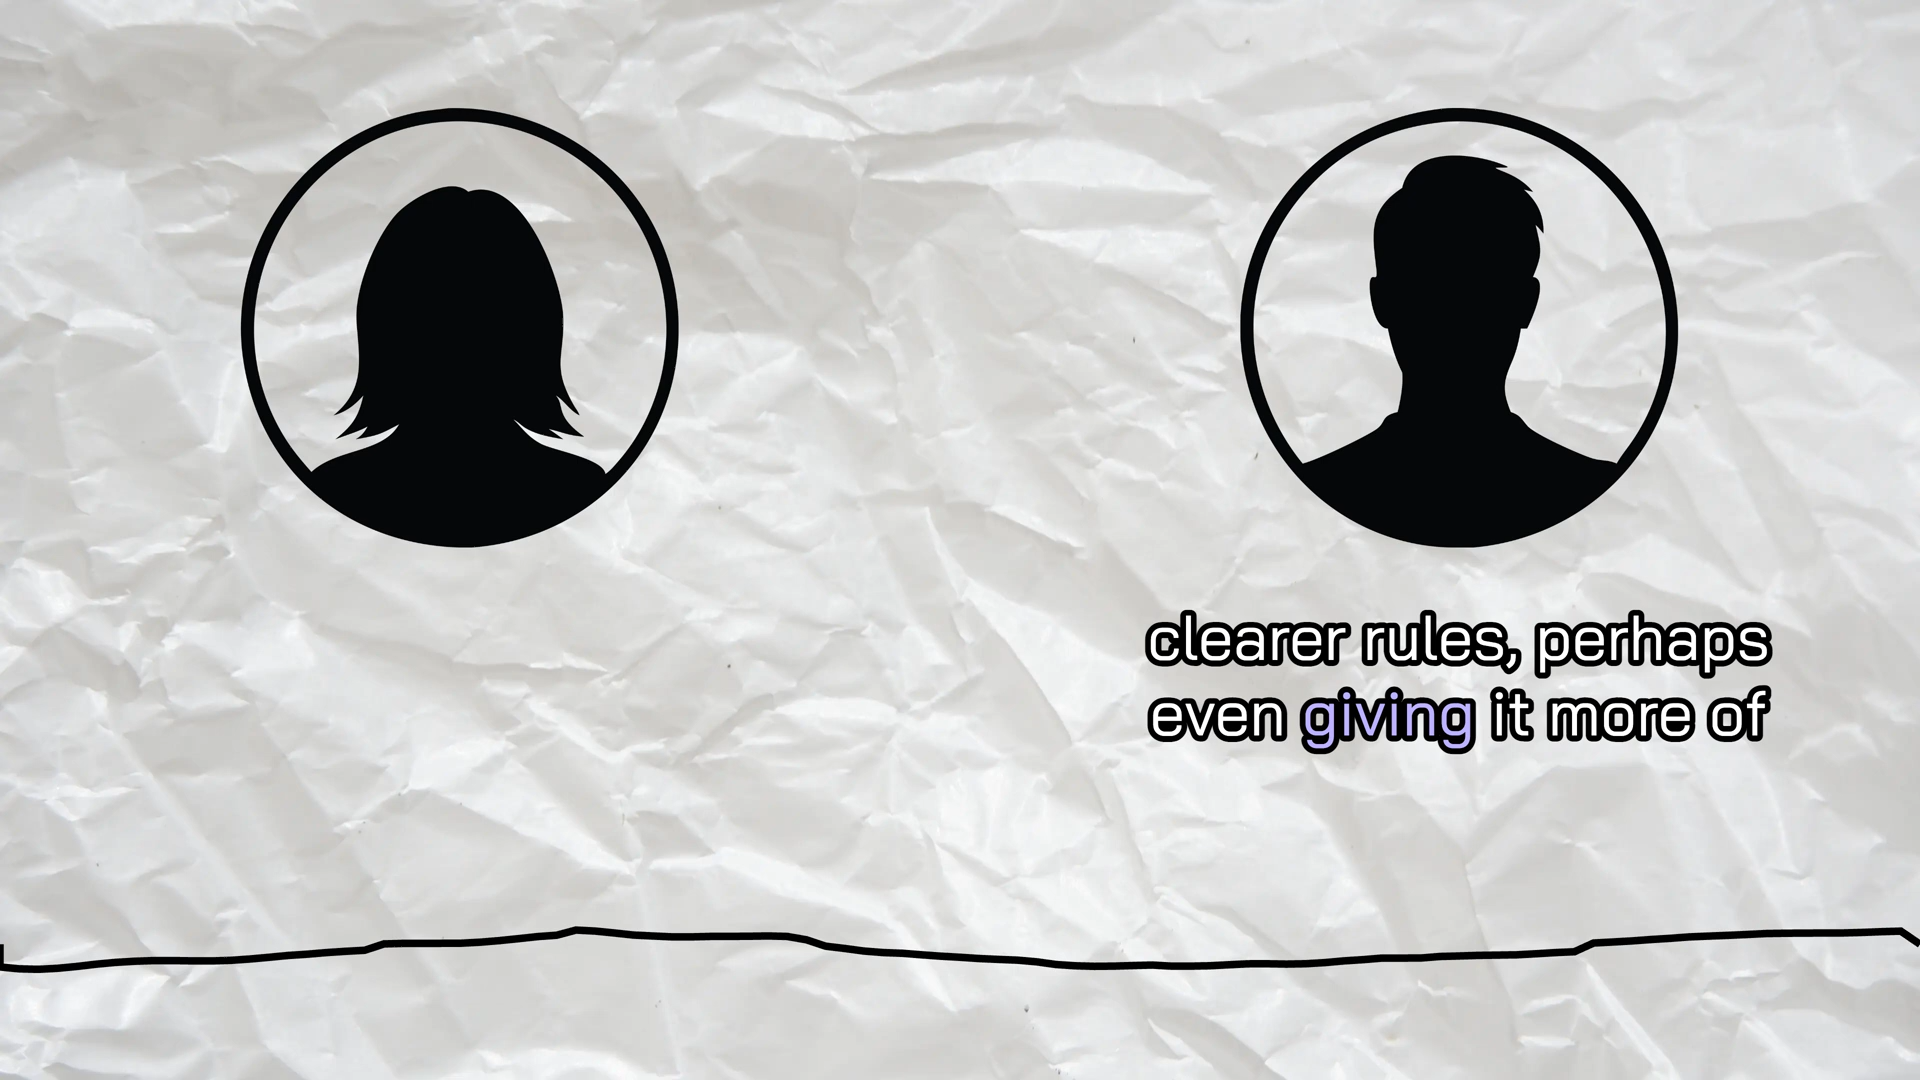 clearer rules, perhaps
even giving it more of